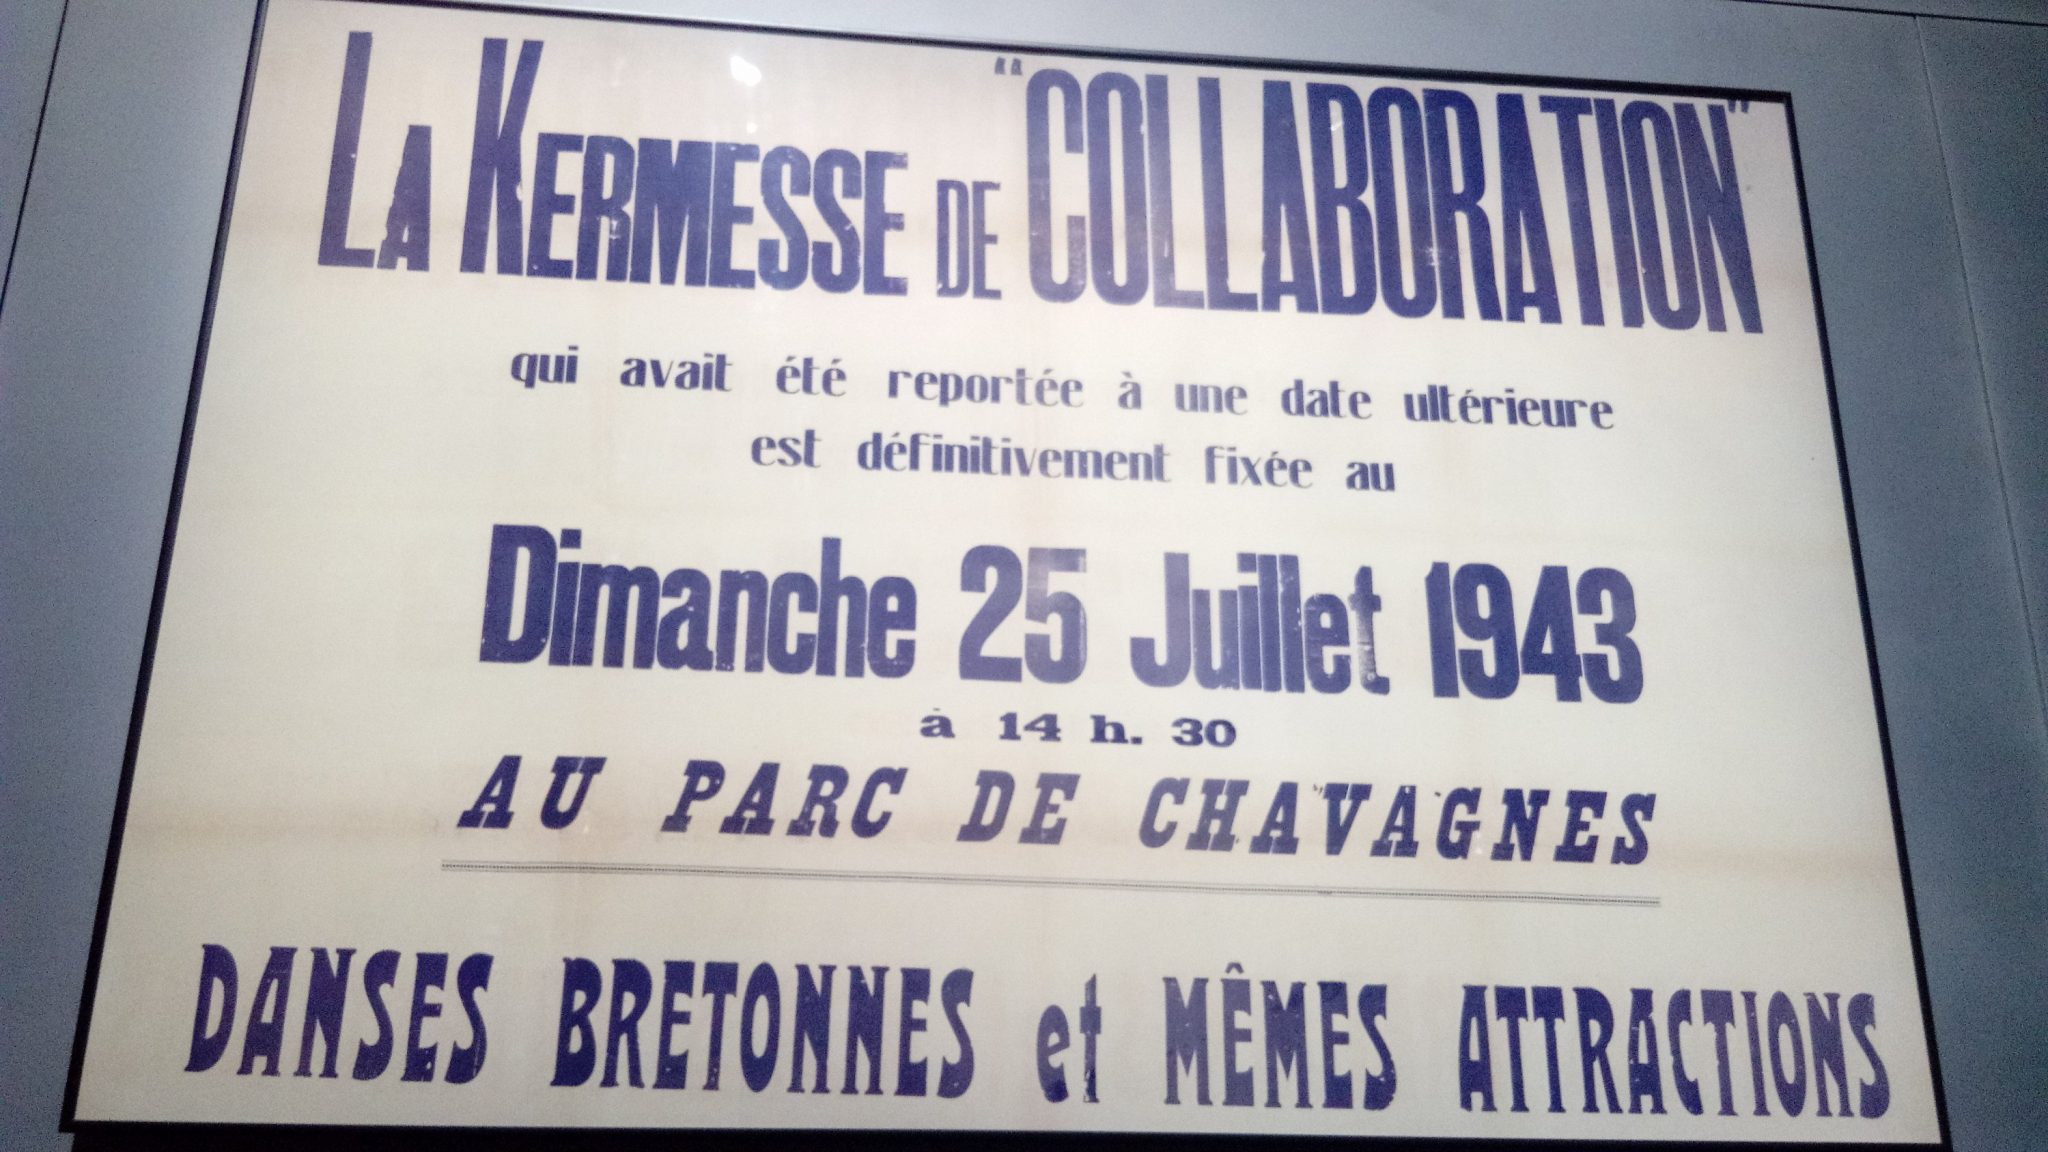 LA KERMESSE DE "COLLABORATION"
qui avait été reportée à une date ultérieure
est définitivement fixée au
Dimanche 25 Juillet 1943
à 14 h. 30
AU PARC DE CHAVAGNES
DANSES BRETONNES et MÊMES ATTRACTIONS